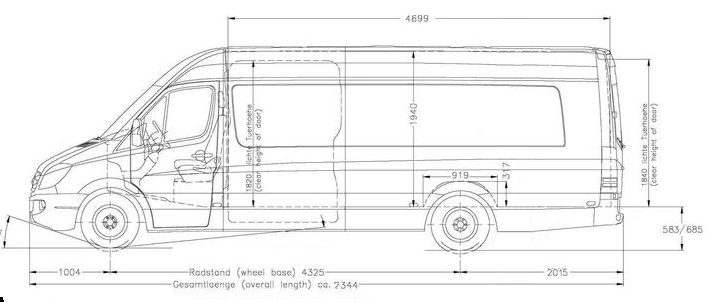 4699
1820 lichte Tuerhoehe
(clear height of door)
1940
919
317
1840 lichte Tuerhoehe
(clear height of door)
583/685
1004
Radstand (wheel base) 4325
2015
Gesamtlaenge (overall length) ca. 7344